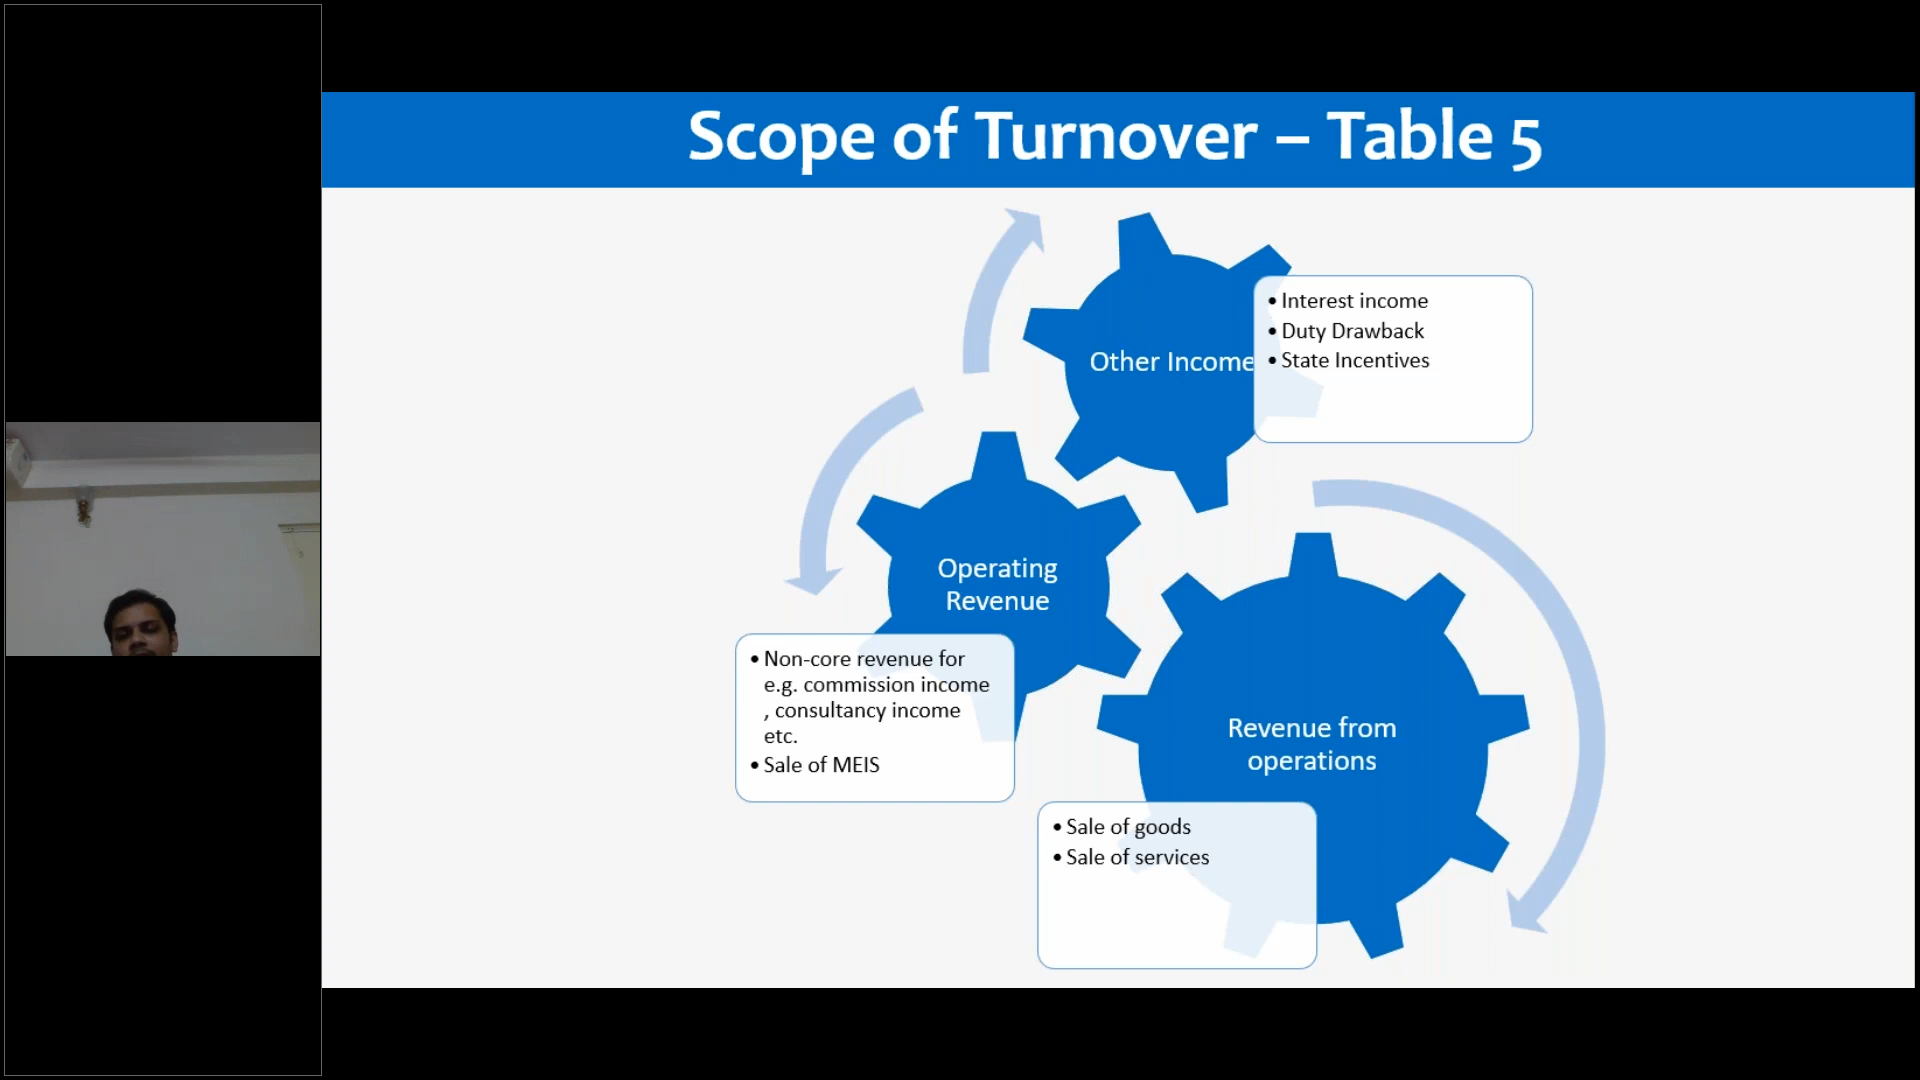 Scope of Turnover – Table 5
Other Income
• Interest income
• Duty Drawback
• State Incentives
Operating
Revenue
• Non-core revenue for
e.g. commission income
, consultancy income
etc.
• Sale of MEIS
Revenue from
operations
• Sale of goods
• Sale of services